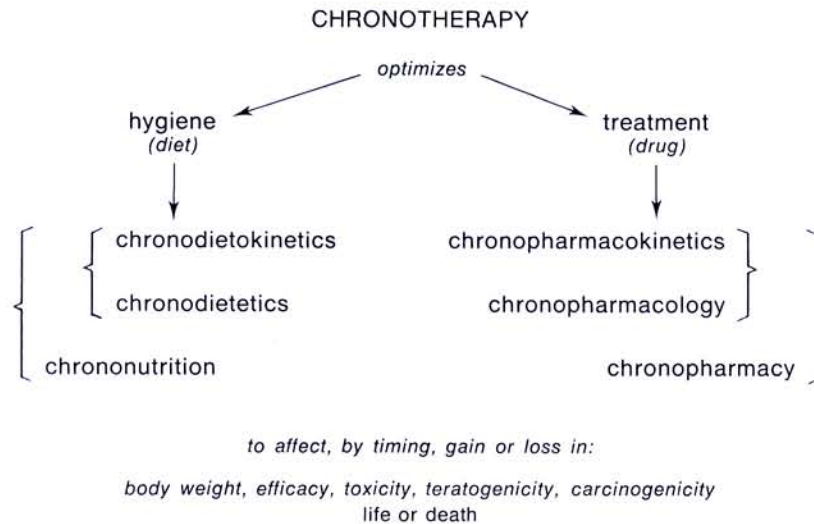 CHRONOTHERAPY
optimizes
hygiene
(diet)
treatment
(drug)
chronodietokinetics
chronopharmacokinetics
chronodietetics
chronopharmacology
chrononutrition
chronopharmacy
to affect, by timing, gain or loss in:
body weight, efficacy, toxicity, teratogenicity, carcinogenicity
life or death